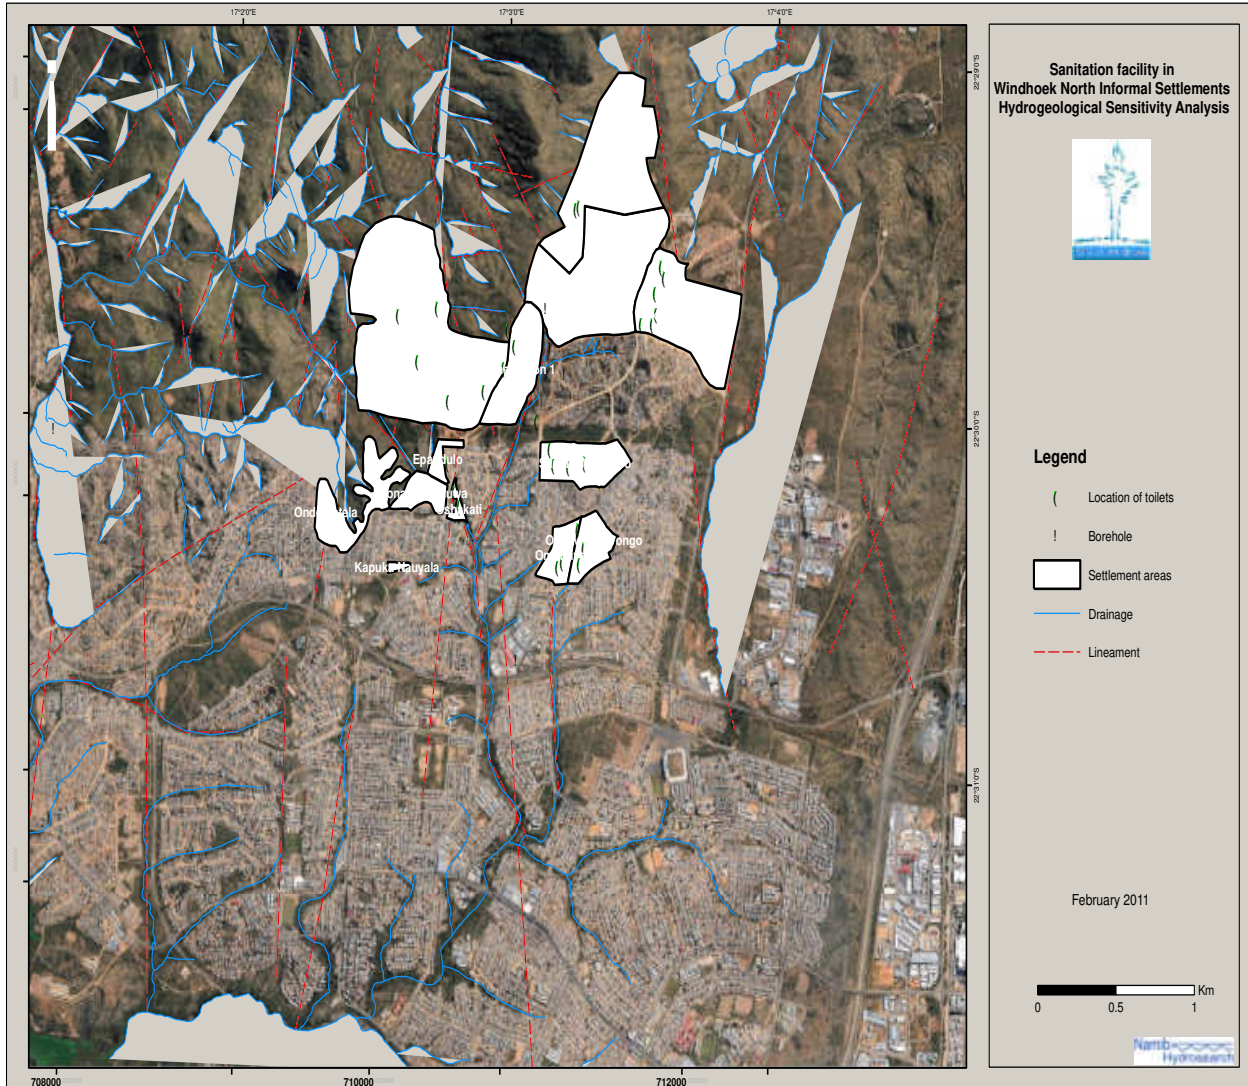 17°2'0"E
17°3'0"E
17°4'0"E
22°29'0"S
22°30'0"S
22°31'0"S
Epandulo
Oshakati
Kapuka Nauyala
708000
710000
712000
Sanitation facility in
Windhoek North Informal Settlements
Hydrogeological Sensitivity Analysis
Legend
( Location of toilets
! Borehole
Settlement areas
Drainage
Lineament
February 2011
Km
0 0.5 1
Namib
Hydrosearch